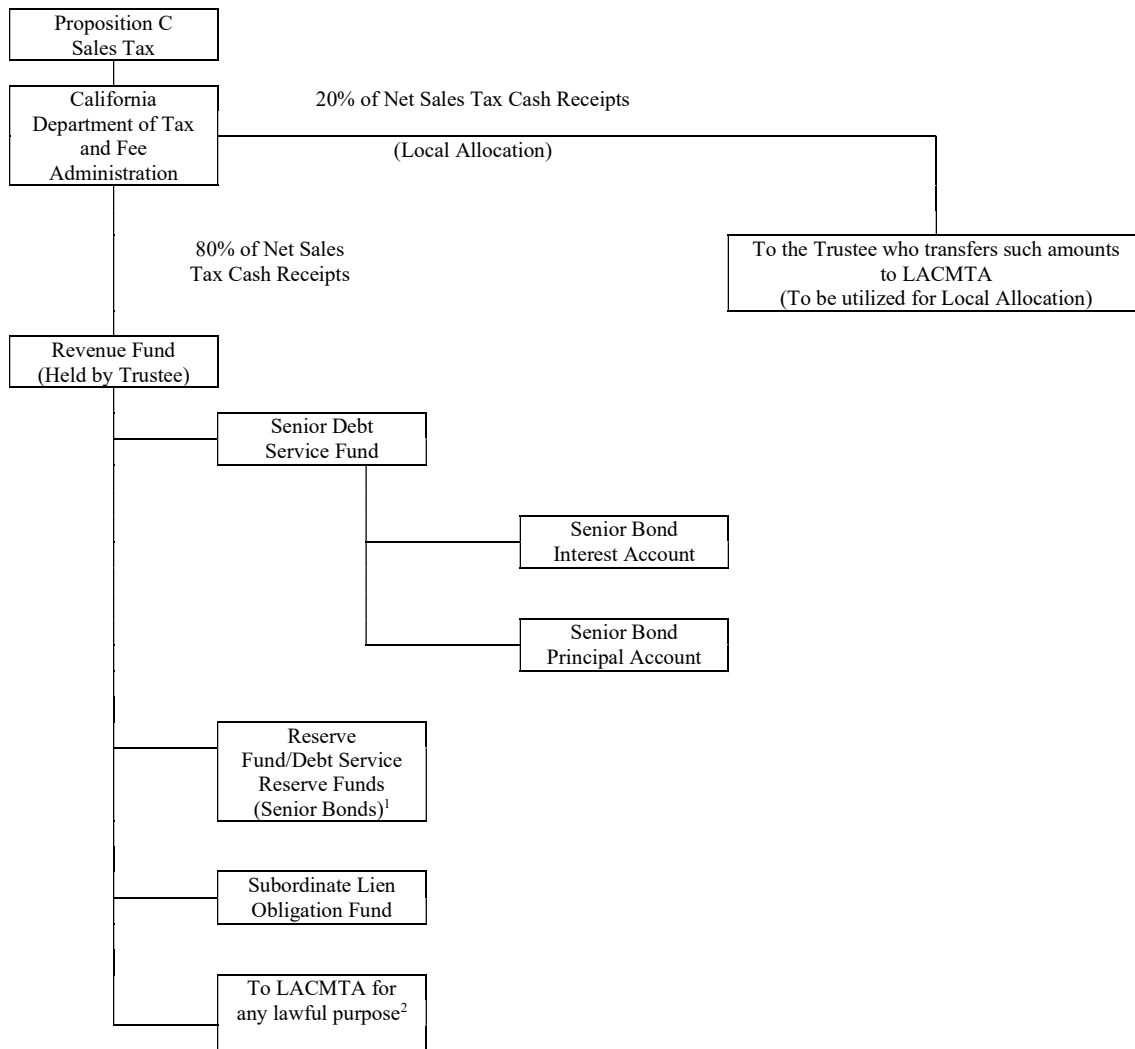 Proposition C
Sales Tax
California
Department of Tax
and Fee
Administration
20% of Net Sales Tax Cash Receipts
(Local Allocation)
80% of Net Sales
Tax Cash Receipts
To the Trustee who transfers such amounts
to LACMTA
(To be utilized for Local Allocation)
Revenue Fund
(Held by Trustee)
Senior Debt
Service Fund
Senior Bond
Interest Account
Senior Bond
Principal Account
Reserve
Fund/Debt Service
Reserve Funds
(Senior Bonds)¹
Subordinate Lien
Obligation Fund
To LACMTA for
any lawful purpose²